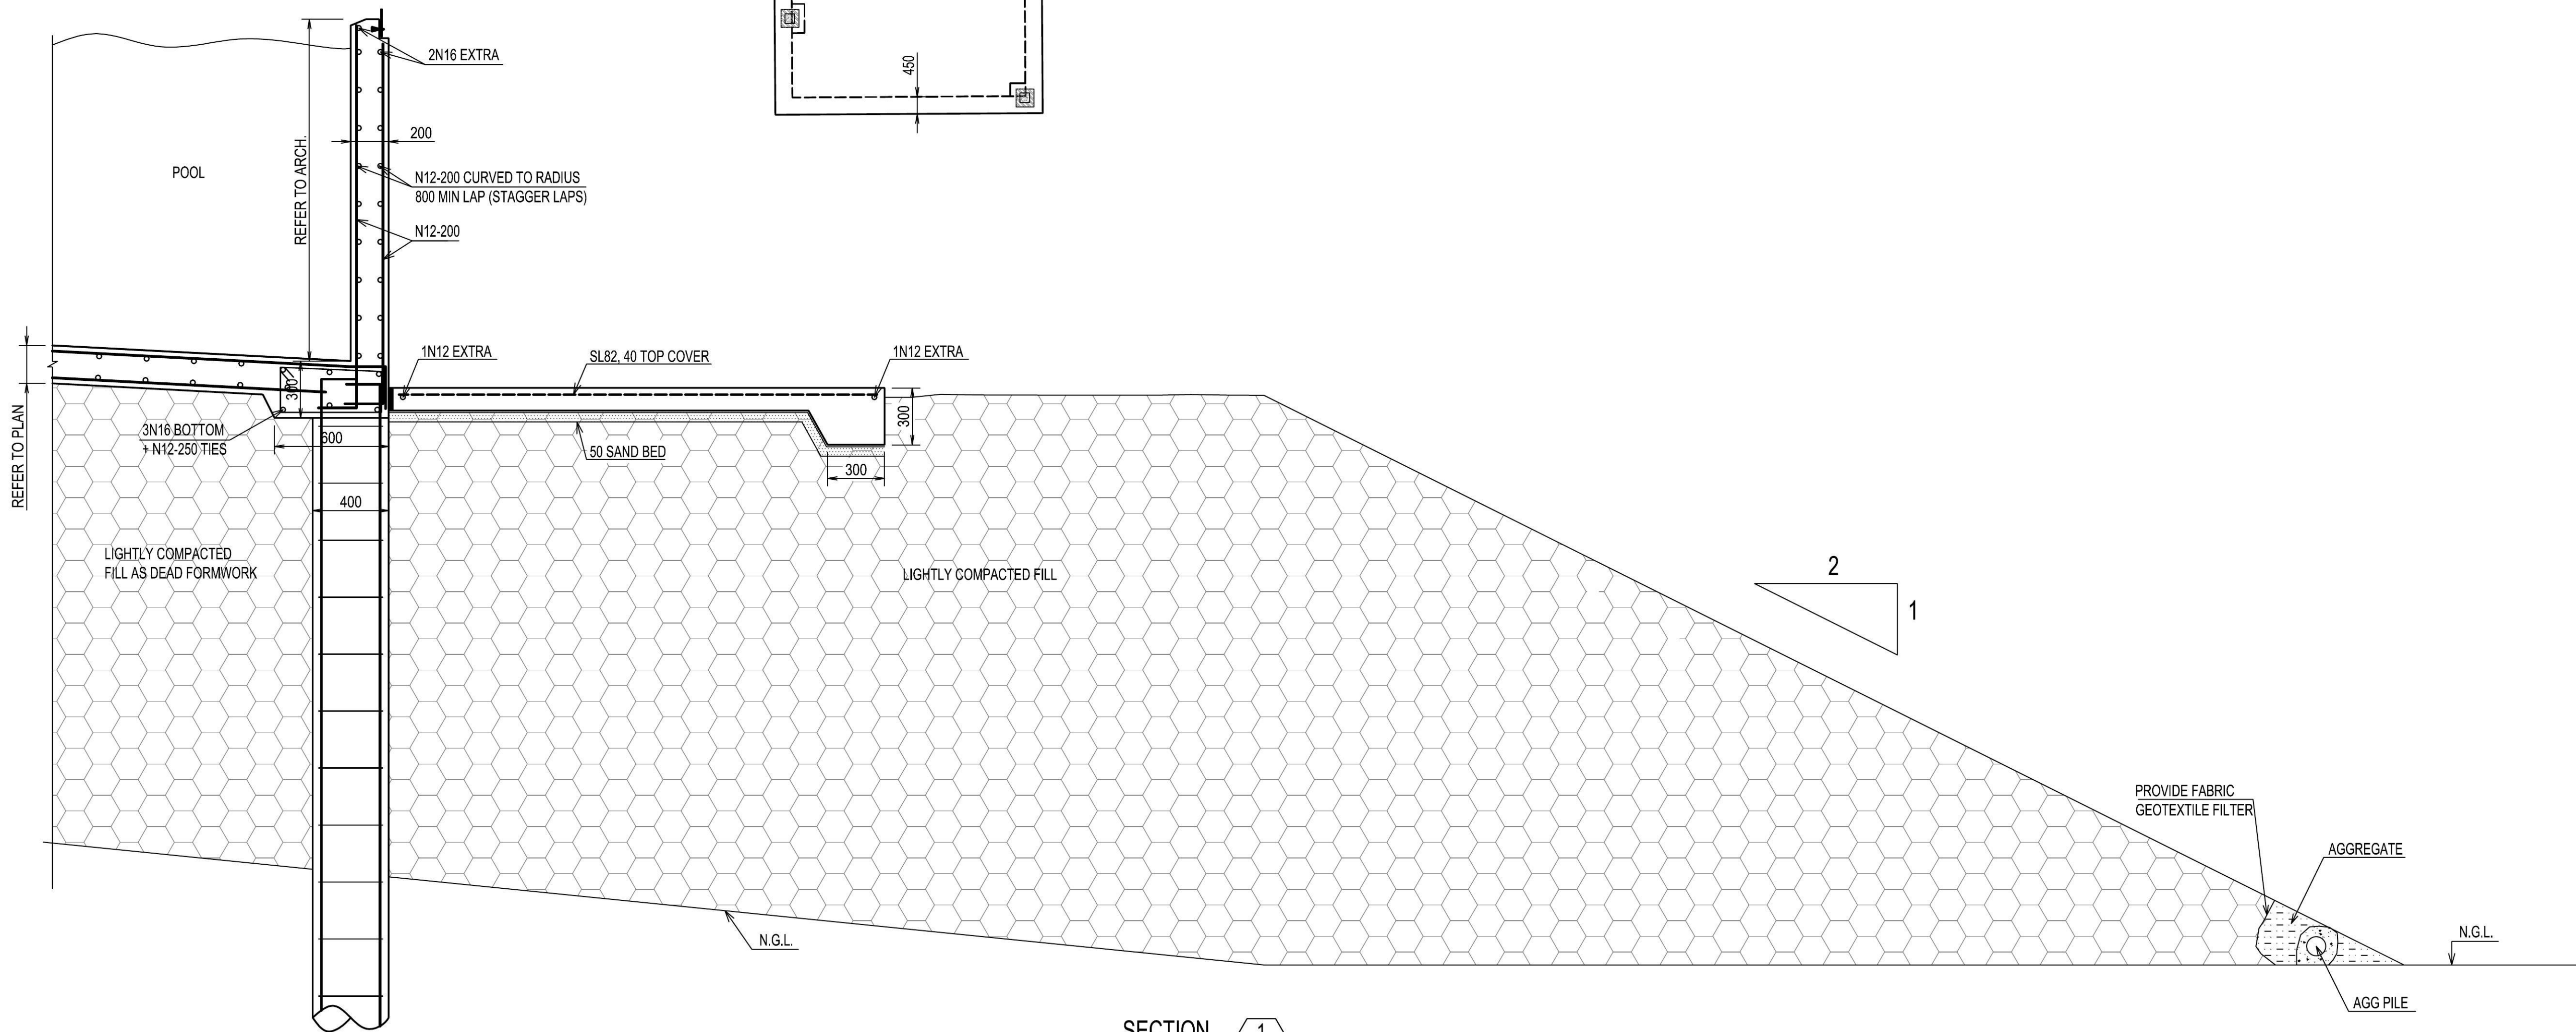 450
2N16 EXTRA
200
REFER TO ARCH.
POOL
N12-200 CURVED TO RADIUS
800 MIN LAP (STAGGER LAPS)
N12-200
1N12 EXTRA
SL82, 40 TOP COVER
1N12 EXTRA
300
300
REFER TO PLAN
3N16 BOTTOM
+ N12-250 TIES
600
50 SAND BED
300
400
LIGHTLY COMPACTED
FILL AS DEAD FORMWORK
LIGHTLY COMPACTED FILL
2
1
PROVIDE FABRIC
GEOTEXTILE FILTER
AGGREGATE
N.G.L.
N.G.L.
AGG PILE
SECTION 1